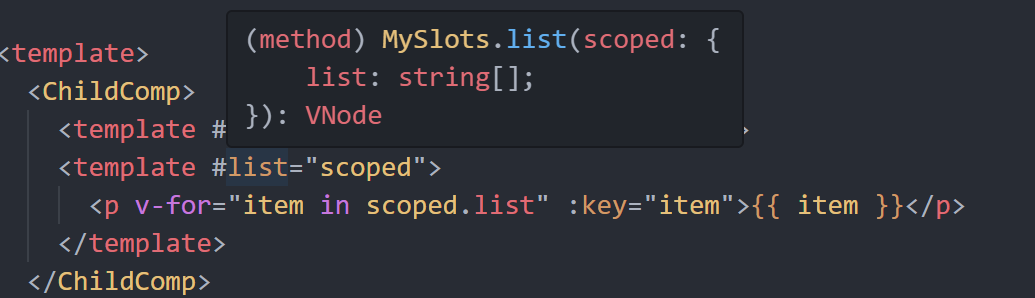 (method) MySlots.list(scoped: {
    list: string[];
}): VNode
<template>
  <ChildComp>
    <template #
    <template #list="scoped">
      <p v-for="item in scoped.list" :key="item">{{ item }}</p>
    </template>
  </ChildComp>